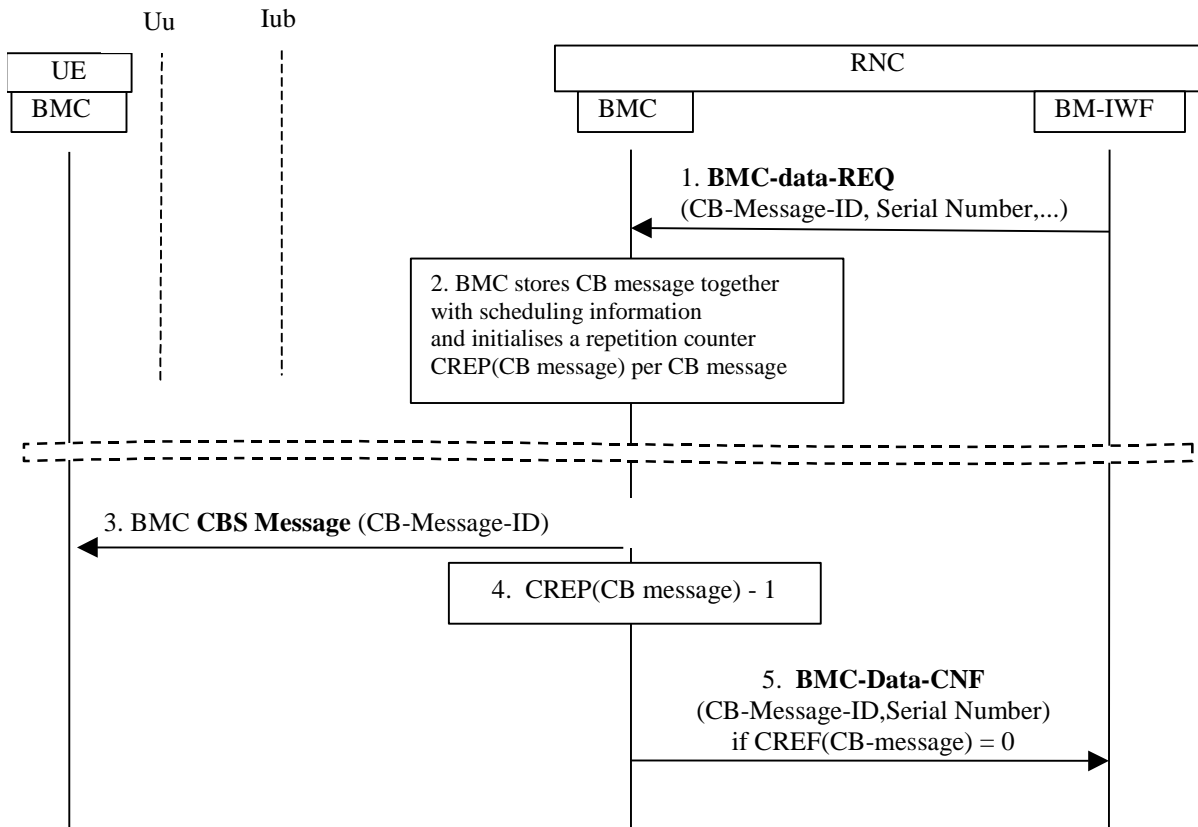 Uu
Iub
UE
RNC
BMC
BMC
BM-IWF
1. BMC-data-REQ
(CB-Message-ID, Serial Number,...)
2. BMC stores CB message together
with scheduling information
and initialises a repetition counter
CREP(CB message) per CB message
3. BMC CBS Message (CB-Message-ID)
4. CREP(CB message) - 1
5. BMC-Data-CNF
(CB-Message-ID,Serial Number)
if CREF(CB-message) = 0